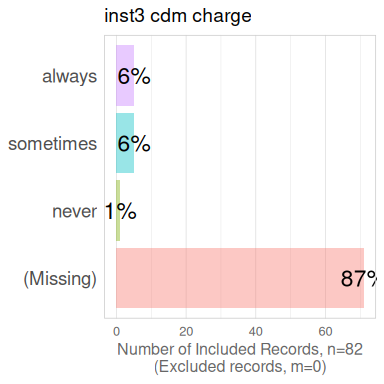 inst3 cdm charge
always 6%
sometimes 6%
never 1%
(Missing) 87%
0 20 40 60
Number of Included Records, n=82
(Excluded records, m=0)